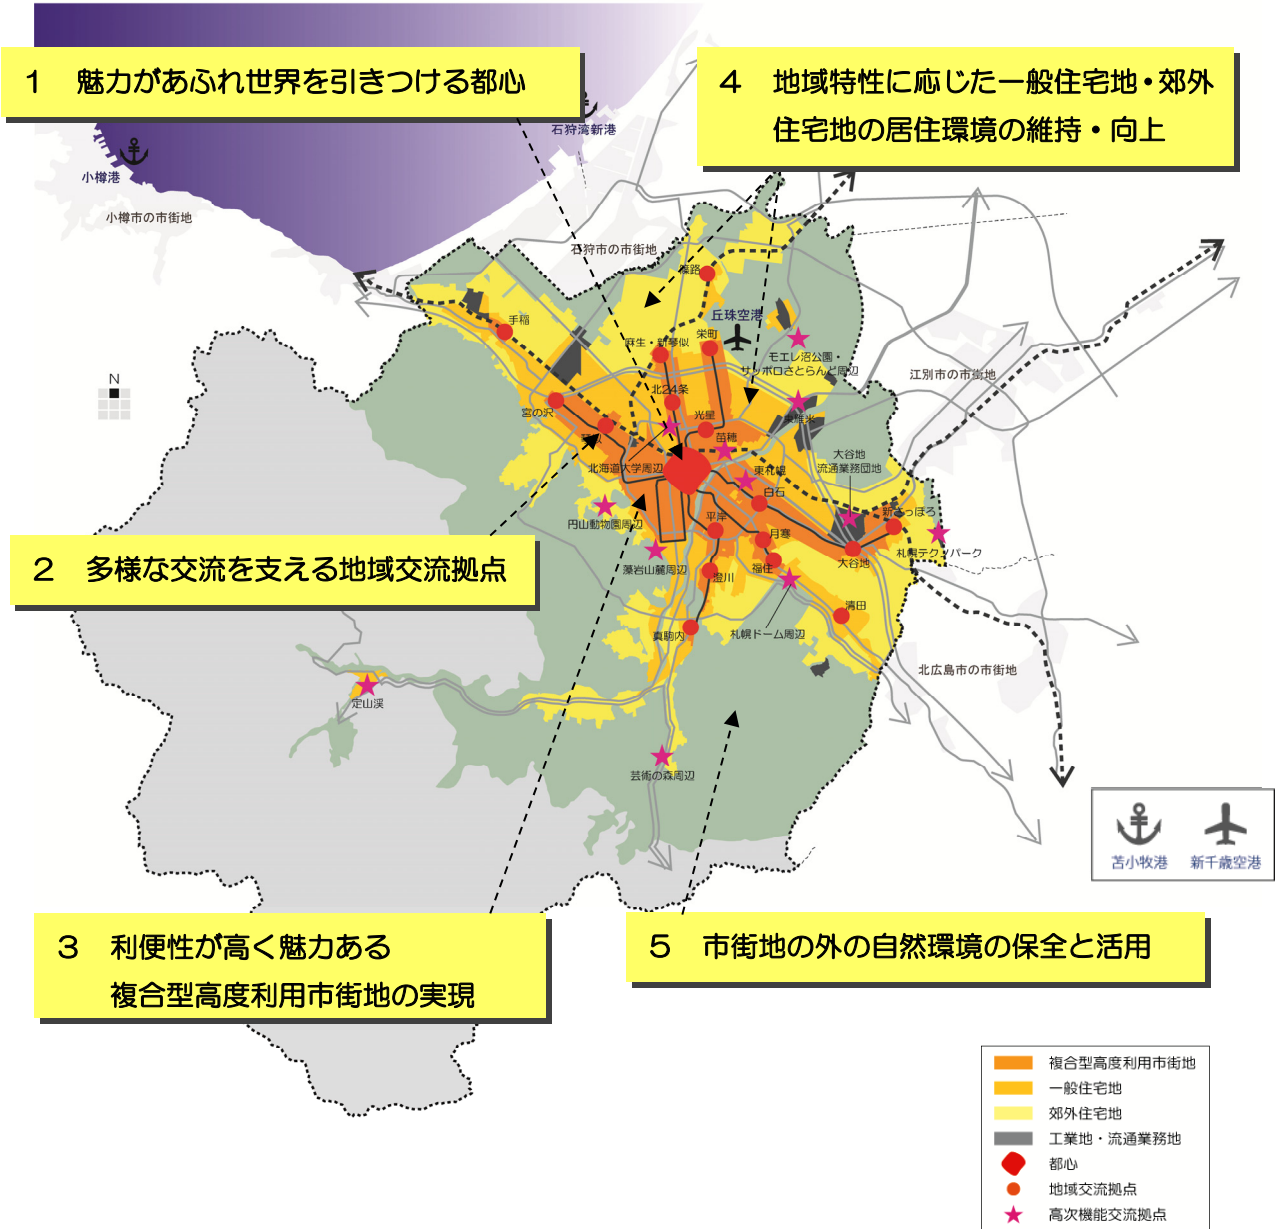 1 魅力があふれ世界を引きつける都心
4 地域特性に応じた一般住宅地・郊外
住宅地の居住環境の維持・向上
石狩湾新港
小樽港
小樽市の市街地
石狩市の市街地
篠路
丘珠空港
手稲
麻生・新琴似
栄町
モエレ沼公園・
サッポロさとらんど周辺
江別市の市街地
N
北24条
宮の沢
光星
東雁来
苗穂
琴似
大谷地
流通業務団地
北海道大学周辺
東札幌
白石
円山動物園周辺
平岸
新さっぽろ
月寒
札幌テクノパーク
2 多様な交流を支える地域交流拠点
藻岩山麓周辺
福住
大谷地
澄川
清田
真駒内
札幌ドーム周辺
北広島市の市街地
定山渓
芸術の森周辺
苫小牧港
新千歳空港
3 利便性が高く魅力ある
複合型高度利用市街地の実現
5 市街地の外の自然環境の保全と活用
複合型高度利用市街地
一般住宅地
郊外住宅地
工業地・流通業務地
都心
地域交流拠点
高次機能交流拠点